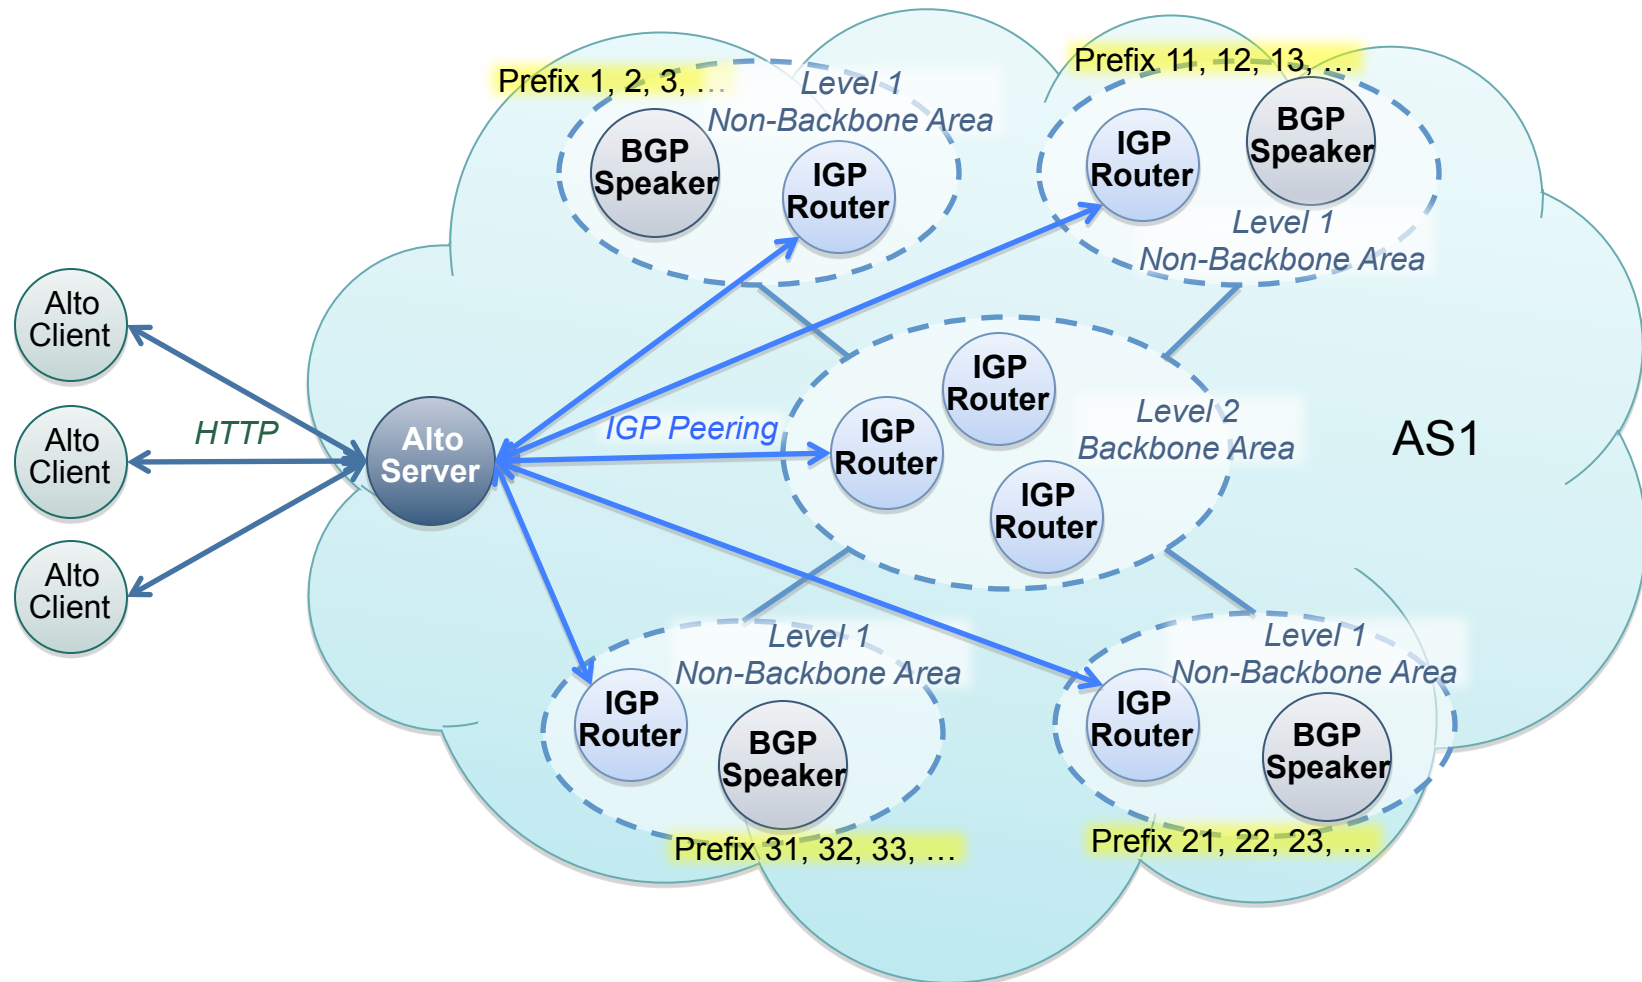 Prefix 1, 2, 3, …
Level 1
Non-Backbone Area
BGP
Speaker
IGP
Router
Prefix 11, 12, 13, …
IGP
Router
BGP
Speaker
Level 1
Non-Backbone Area
Alto
Client
Alto
Client
Alto
Client
HTTP
Alto
Server
IGP Peering
IGP
Router
IGP
Router
IGP
Router
Level 2
Backbone Area
AS1
Level 1
Non-Backbone Area
IGP
Router
BGP
Speaker
Prefix 31, 32, 33, …
Level 1
Non-Backbone Area
IGP
Router
BGP
Speaker
Prefix 21, 22, 23, …